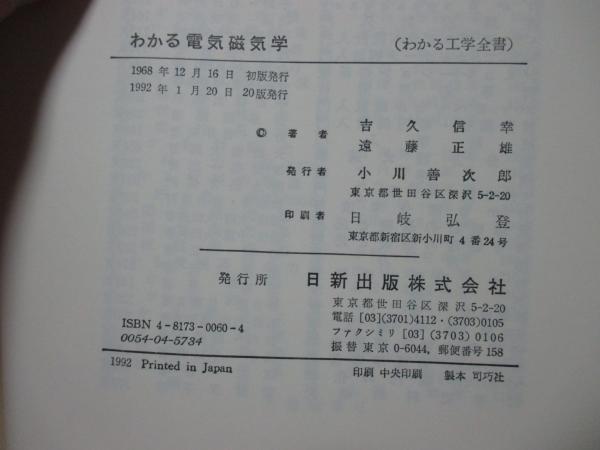 わかる電気磁気学 (わかる工学全書)
1968 年 12 月 16 日 初版発行
1992 年 1 月 20 日 20版発行
© 著者 吉久信幸
遠藤正雄
発行者 小川善次郎
東京都世田谷区深沢 5-2-20
印刷者 日岐弘登
東京都新宿区新小川町 4 番 24号
発行所 日新出版株式会社
東京都世田谷区深沢 5-2-20
電話 [03](3701)4112・(3703)0105
ファクシミリ [03](3703)0106
振替 東京 0-6044, 郵便番号 158
ISBN 4-8173-0060-4
0054-04-5734
1992 Printed in Japan 印刷 中央印刷 製本 司巧社